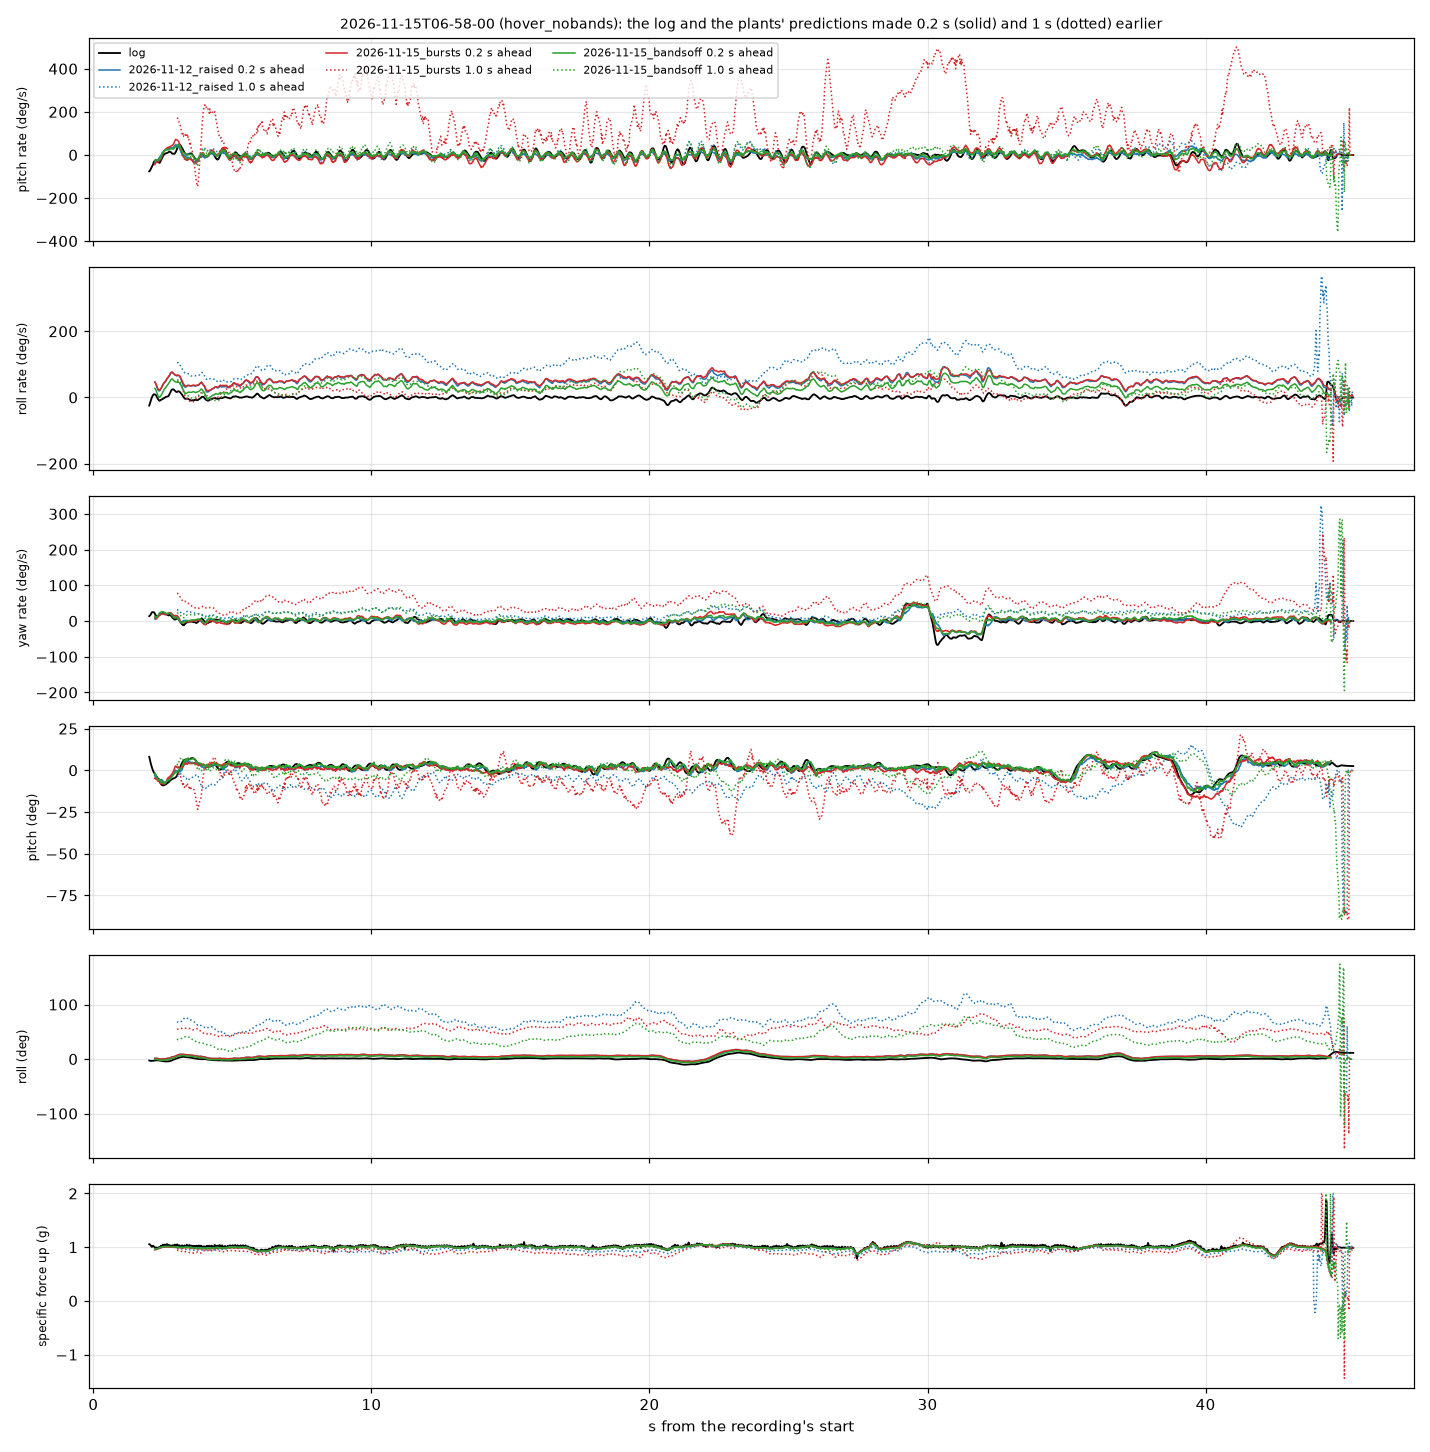 2026-11-15T06-58-00 (hover_nobands): the log and the plants' predictions made 0.2 s (solid) and 1 s (dotted) earlier
log
2026-11-12_raised 0.2 s ahead
2026-11-12_raised 1.0 s ahead
2026-11-15_bursts 0.2 s ahead
2026-11-15_bursts 1.0 s ahead
2026-11-15_bandsoff 0.2 s ahead
2026-11-15_bandsoff 1.0 s ahead
pitch rate (deg/s)
400
200
0
−200
−400
roll rate (deg/s)
200
0
−200
yaw rate (deg/s)
300
200
100
0
−100
−200
pitch (deg)
25
0
−25
−50
−75
roll (deg)
100
0
−100
specific force up (g)
2
1
0
−1
0 10 20 30 40
s from the recording's start